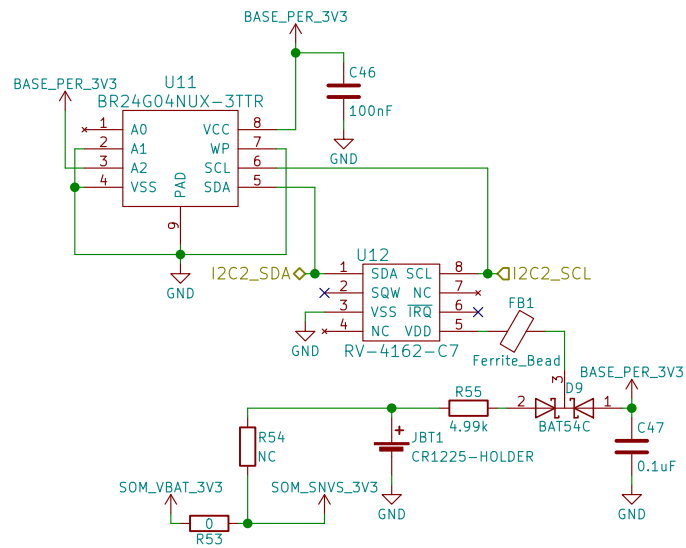 BASE_PER_3V3
C46
100nF
GND
BASE_PER_3V3
U11
BR24G04NUX-3TTR
1 A0 VCC 8
2 A1 WP 7
3 A2 SCL 6
4 VSS SDA 5
PAD
9
GND
I2C2_SDA
U12
I2C2_SCL
1 SDA SCL 8
2 SQW NC 7
3 VSS IRQ 6
4 NC VDD 5
RV-4162-C7
GND
FB1
Ferrite_Bead
BASE_PER_3V3
3
D9
2
1
BAT54C
R55
4.99k
C47
0.1uF
GND
R54
NC
+
JBT1
CR1225-HOLDER
GND
SOM_VBAT_3V3
SOM_SNVS_3V3
0
R53